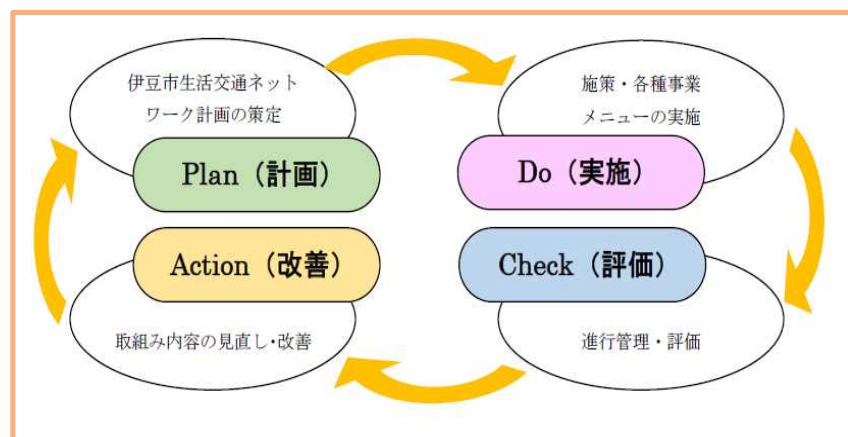 伊豆市生活交通ネット
ワーク計画の策定
Plan（計画）
施策・各種事業
メニューの実施
Do（実施）
Check（評価）
進行管理・評価
Action（改善）
取組み内容の見直し・改善